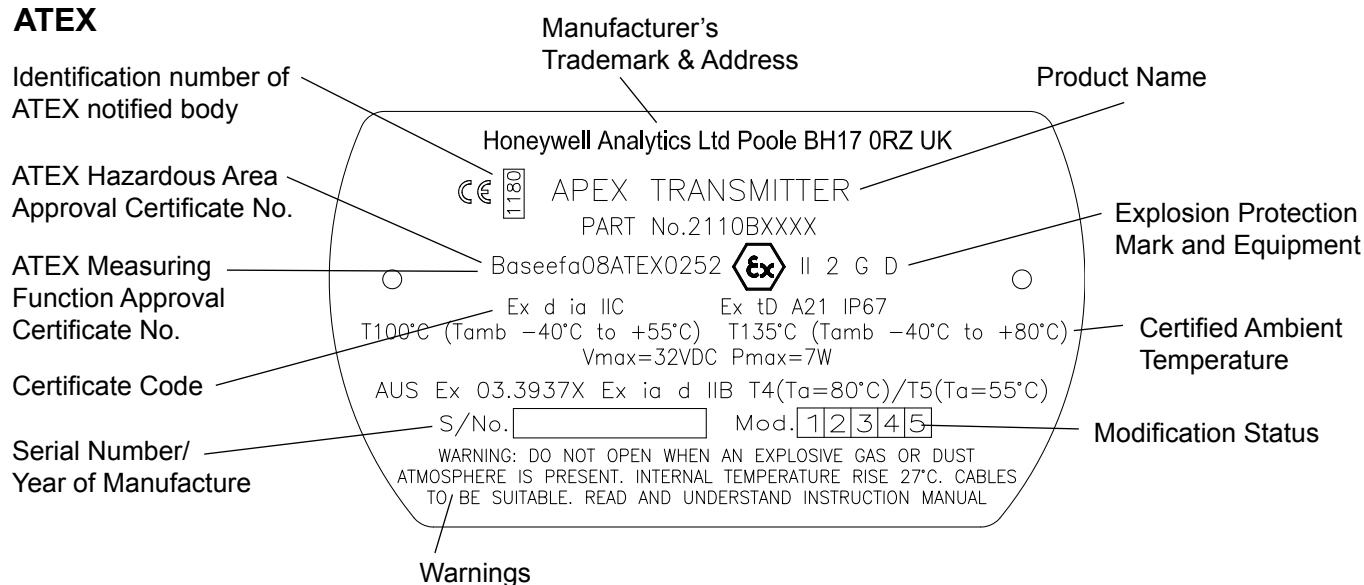 ATEX
Manufacturer's
Trademark & Address
Identification number of
ATEX notified body
Product Name
Honeywell Analytics Ltd Poole BH17 0RZ UK
ATEX Hazardous Area
Approval Certificate No.
CE 1180 APEX TRANSMITTER
PART No.2110BXXXX
Explosion Protection
Mark and Equipment
ATEX Measuring
Function Approval
Certificate No.
Baseefa08ATEX0252 Ex II 2 G D
Ex d ia IIC Ex tD A21 IP67
T100°C (Tamb −40°C to +55°C) T135°C (Tamb −40°C to +80°C)
Vmax=32VDC Pmax=7W
Certified Ambient
Temperature
Certificate Code
AUS Ex 03.3937X Ex ia d IIB T4(Ta=80°C)/T5(Ta=55°C)
S/No. Mod. 1 2 3 4 5
Modification Status
Serial Number/
Year of Manufacture
WARNING: DO NOT OPEN WHEN AN EXPLOSIVE GAS OR DUST
ATMOSPHERE IS PRESENT. INTERNAL TEMPERATURE RISE 27°C. CABLES
TO BE SUITABLE. READ AND UNDERSTAND INSTRUCTION MANUAL
Warnings